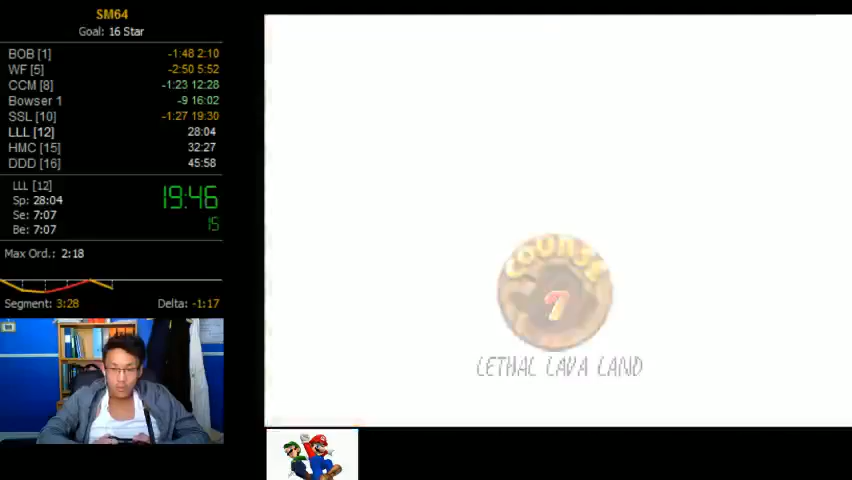 SM64
Goal: 16 Star
BOB [1] -1:48 2:10
WF [5] -2:50 5:52
CCM [8] -1:23 12:28
Bowser 1 -9 16:02
SSL [10] -1:27 19:30
LLL [12] 28:04
HMC [15] 32:27
DDD [16] 45:58
LLL [12]
Sp: 28:04
Se: 7:07
Be: 7:07
19:46
15
Max Ord.: 2:18
Segment: 3:28 Delta: -1:17
COURSE
7
LETHAL LAVA LAND